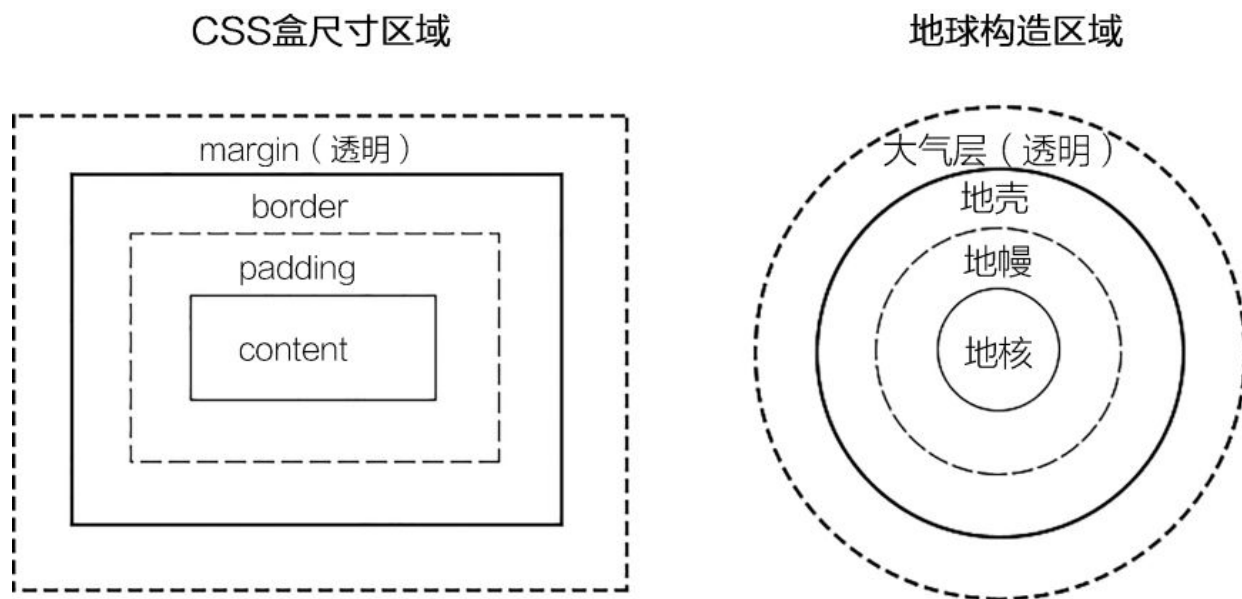 CSS盒尺寸区域
margin（透明）
border
padding
content
地球构造区域
大气层（透明）
地壳
地幔
地核